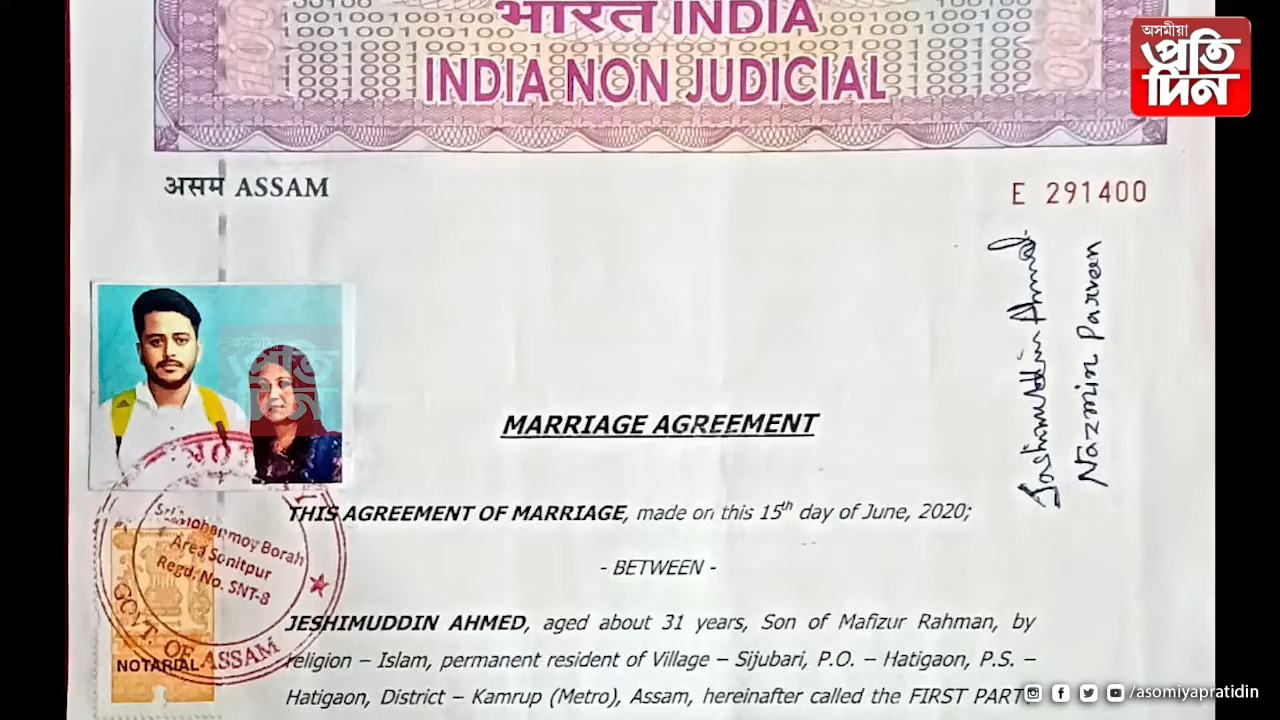 भारत INDIA
INDIA NON JUDICIAL
অসমীয়া
প্ৰতি
দিন
असम ASSAM
E 291400
Jashimuddin Ahmed.
Nazmin Parveen
অসমীয়া
প্ৰতি
দিন
MARRIAGE AGREEMENT
THIS AGREEMENT OF MARRIAGE, made on this 15th day of June, 2020;
- BETWEEN -
Borah
Area Sonitpur
Regd. No. SNT-8
GOVT. OF ASSAM
NOTARIAL
JESHIMUDDIN AHMED, aged about 31 years, Son of Mafizur Rahman, by
religion – Islam, permanent resident of Village – Sijubari, P.O. – Hatigaon, P.S. –
Hatigaon, District – Kamrup (Metro), Assam, hereinafter called the FIRST PART
/asomiyapratidin